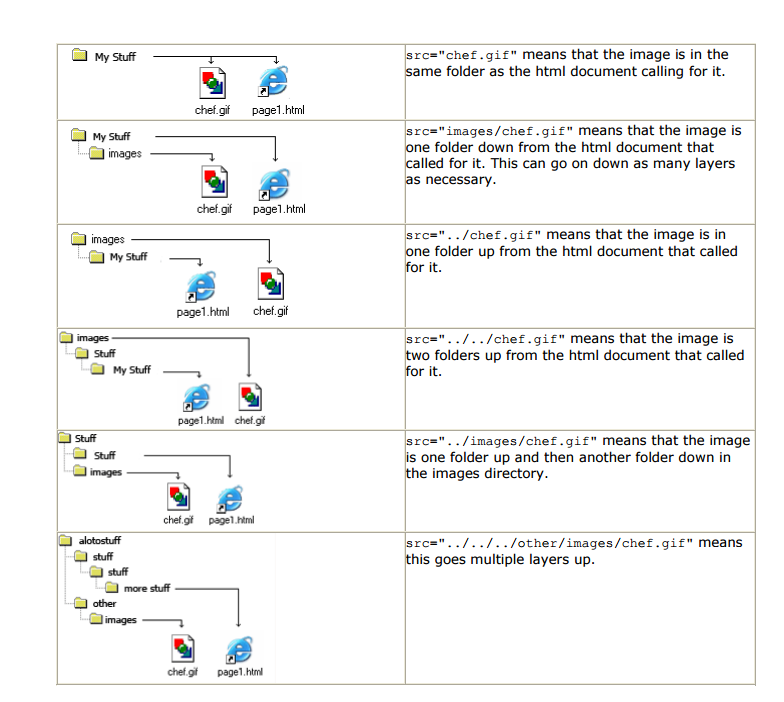 My Stuff
chef.gif page1.html
src="chef.gif" means that the image is in the
same folder as the html document calling for it.
My Stuff
images
chef.gif page1.html
src="images/chef.gif" means that the image is
one folder down from the html document that
called for it. This can go on down as many layers
as necessary.
images
My Stuff
page1.html chef.gif
src="../chef.gif" means that the image is in
one folder up from the html document that called
for it.
images
Stuff
My Stuff
page1.html chef.gif
src="../../chef.gif" means that the image is
two folders up from the html document that called
for it.
Stuff
Stuff
images
chef.gif page1.html
src="../images/chef.gif" means that the image
is one folder up and then another folder down in
the images directory.
alotostuff
stuff
stuff
more stuff
other
images
chef.gif page1.html
src="../../../other/images/chef.gif" means
this goes multiple layers up.